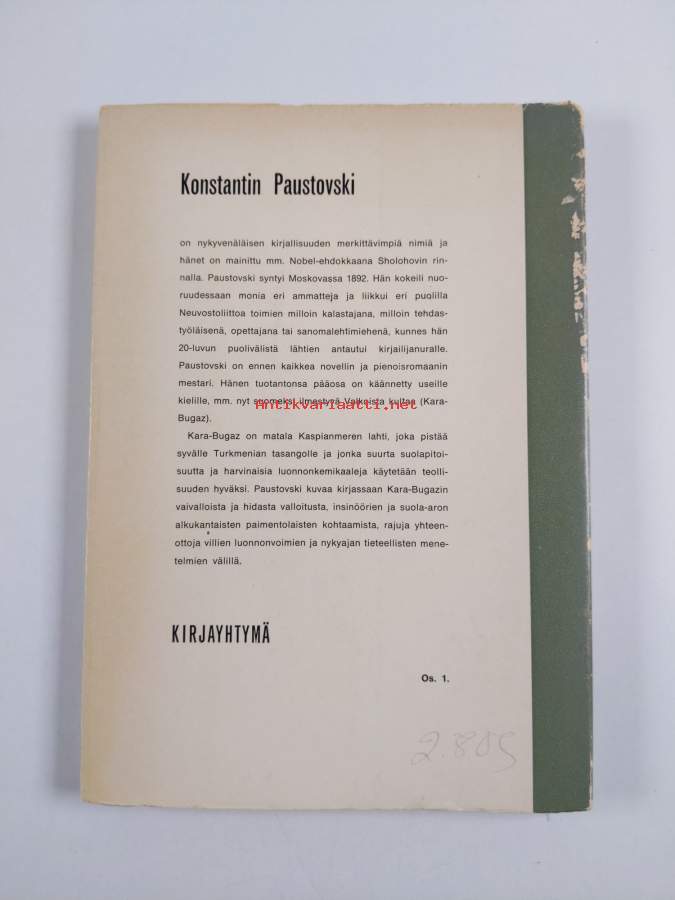 Konstantin Paustovski
on nykyvenäläisen kirjallisuuden merkittävimpiä nimiä ja
hänet on mainittu mm. Nobel-ehdokkaana Sholohovin rin-
nalla. Paustovski syntyi Moskovassa 1892. Hän kokeili nuo-
ruudessaan monia eri ammatteja ja liikkui eri puolilla
Neuvostoliittoa toimien milloin kalastajana, milloin tehdas-
työläisenä, opettajana tai sanomalehtimiehenä, kunnes hän
20-luvun puolivälistä lähtien antautui kirjailijanuralle.
Paustovski on ennen kaikkea novellin ja pienoisromaanin
mestari. Hänen tuotantonsa pääosa on käännetty useille
kielille, mm. nyt suomeksi ilmestyvä Valkoista kultaa (Kara-
antikvariaatti.net
Bugaz).
Kara-Bugaz on matala Kaspianmeren lahti, joka pistää
syvälle Turkmenian tasangolle ja jonka suurta suolapitoi-
suutta ja harvinaisia luonnonkemikaaleja käytetään teolli-
suuden hyväksi. Paustovski kuvaa kirjassaan Kara-Bugazin
vaivalloista ja hidasta valloitusta, insinöörien ja suola-aron
alkukantaisten paimentolaisten kohtaamista, rajuja yhteen-
ottoja villien luonnonvoimien ja nykyajan tieteellisten mene-
telmien välillä.
KIRJAYHTYMÄ
Os. 1.
2.805